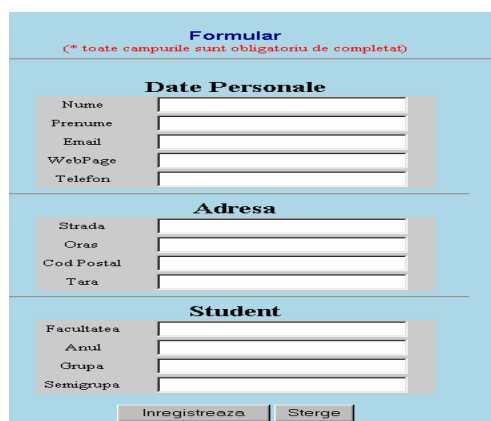 Formular
(* toate campurile sunt obligatoriu de completat)
Date Personale
Nume
Prenume
Email
WebPage
Telefon
Adresa
Strada
Oras
Cod Postal
Tara
Student
Facultatea
Anul
Grupa
Semigrupa
Inregistreaza Sterge